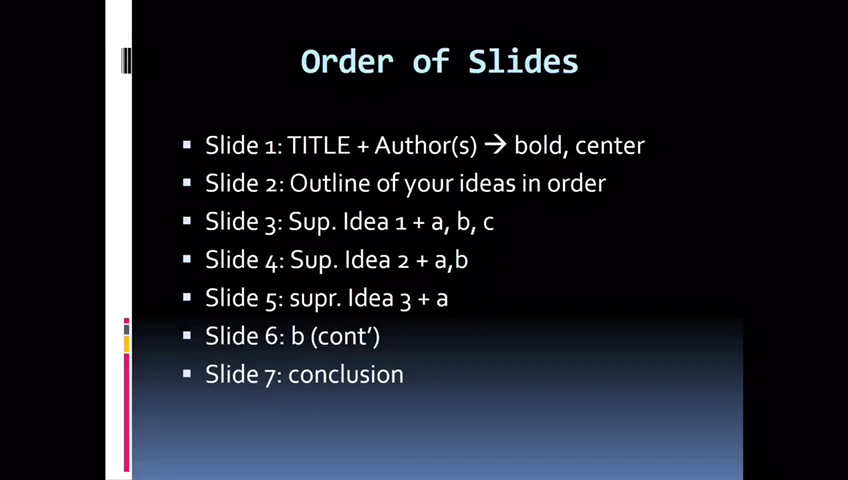 Order of Slides
▪ Slide 1: TITLE + Author(s) → bold, center
▪ Slide 2: Outline of your ideas in order
▪ Slide 3: Sup. Idea 1 + a, b, c
▪ Slide 4: Sup. Idea 2 + a,b
▪ Slide 5: supr. Idea 3 + a
▪ Slide 6: b (cont’)
▪ Slide 7: conclusion